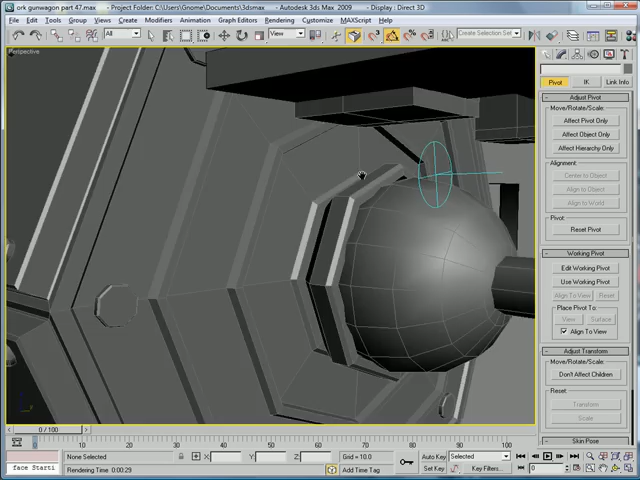 ork gunwagon part 47.max - Project Folder: C:\Users\Gnome\Documents\3dsmax - Autodesk 3ds Max 2009 - Display : Direct 3D
File Edit Tools Group Views Create Modifiers Animation Graph Editors Rendering Customize MAXScript Help
All View Create Selection Set
Perspective
Pivot IK Link Info
Adjust Pivot
Move/Rotate/Scale:
Affect Pivot Only
Affect Object Only
Affect Hierarchy Only
Alignment:
Center to Object
Align to Object
Align to World
Pivot:
Reset Pivot
Working Pivot
Edit Working Pivot
Use Working Pivot
Align To View Reset
Place Pivot To:
View Surface
Align To View
Adjust Transform
Move/Rotate/Scale:
Don't Affect Children
Reset:
Transform
Scale
Skin Pose
0 / 100
0 10 20 30 40 50 60 70 80 90 100
None Selected X: Y: Z: Grid = 10.0 Auto Key Selected
face Starti Rendering Time 0:00:29 Add Time Tag Set Key Key Filters... 0